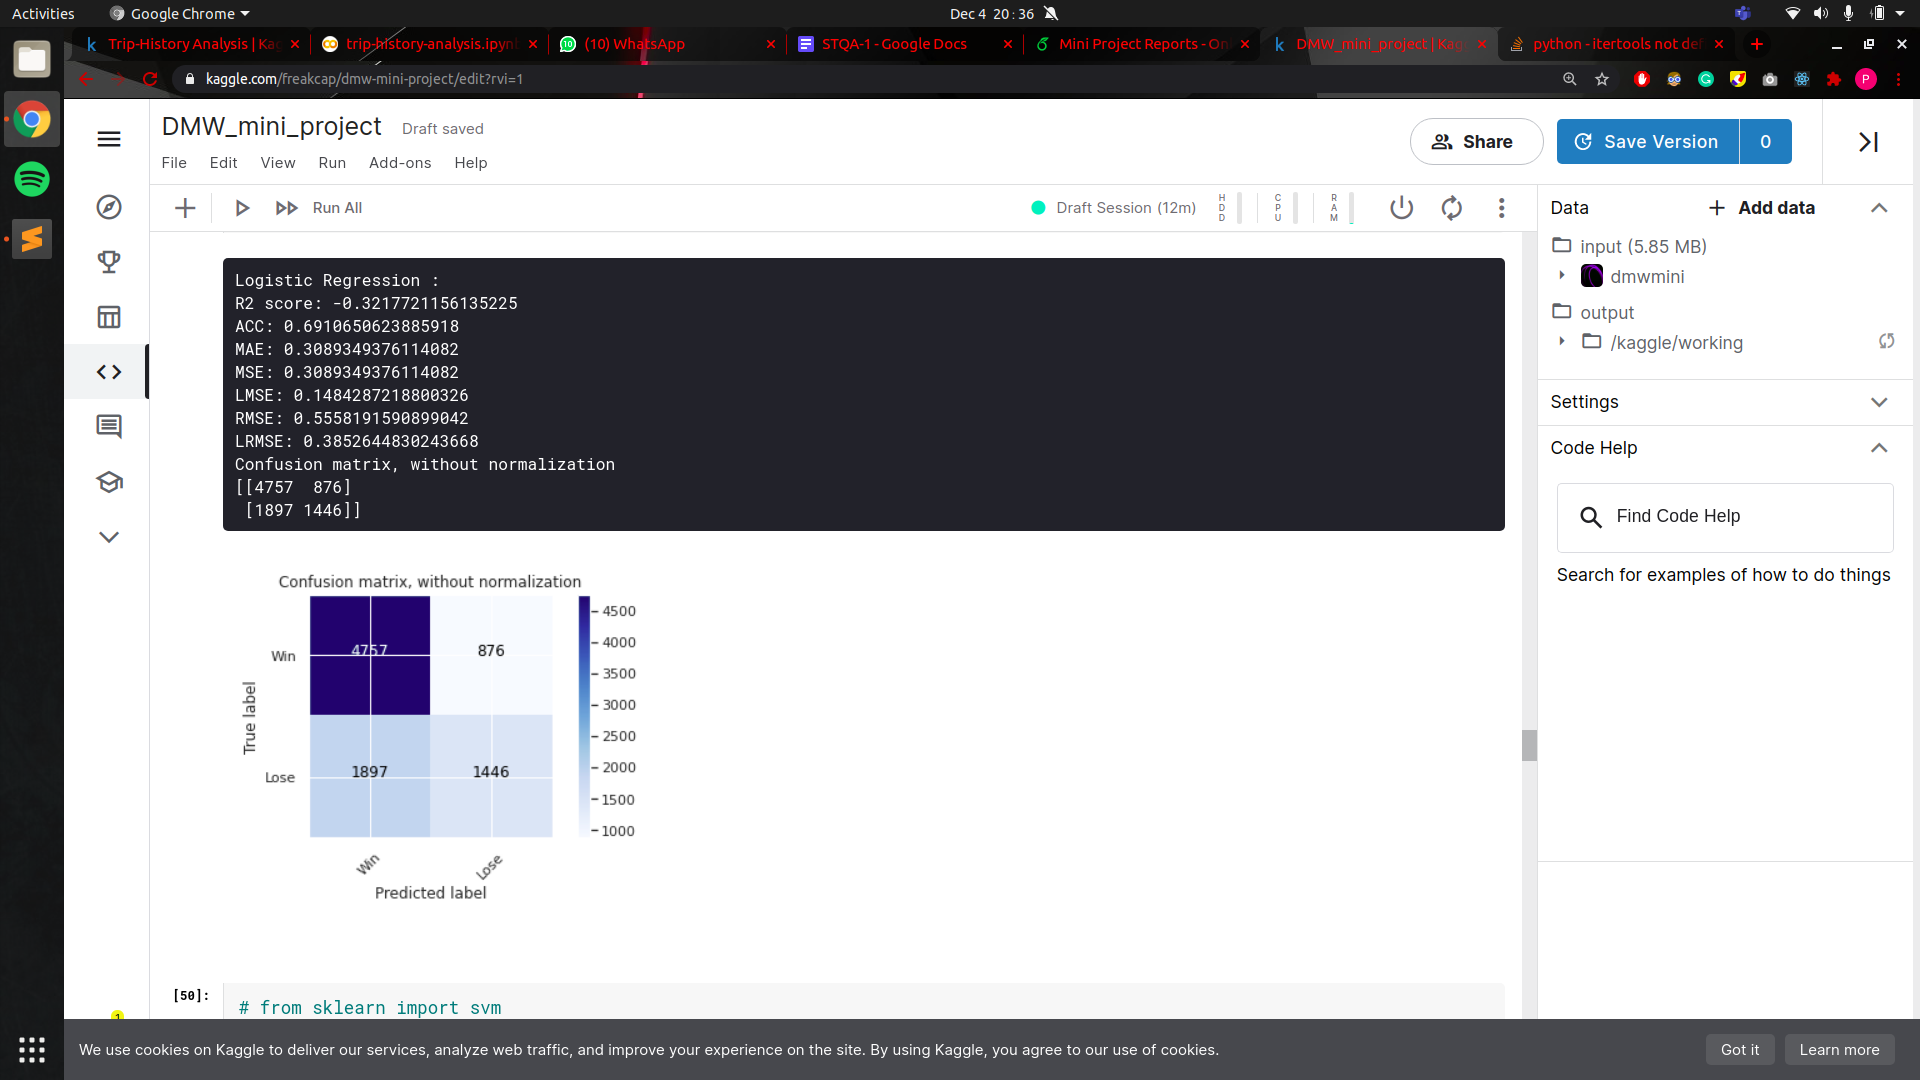 Activities
Google Chrome
Dec 4 20:36
Trip-History Analysis | Kag
trip-history-analysis.ipynb
(10) WhatsApp
STQA-1 - Google Docs
Mini Project Reports - On
DMW_mini_project | Kag
python - itertools not def
kaggle.com/freakcap/dmw-mini-project/edit?rvi=1
P
DMW_mini_project
Draft saved
File
Edit
View
Run
Add-ons
Help
Share
Save Version
0
Run All
Draft Session (12m)
HDD
CPU
RAM
Logistic Regression :
R2 score: -0.3217721156135225
ACC: 0.6910650623885918
MAE: 0.3089349376114082
MSE: 0.3089349376114082
LMSE: 0.1484287218800326
RMSE: 0.5558191590899042
LRMSE: 0.3852644830243668
Confusion matrix, without normalization
[[4757  876]
 [1897 1446]]
Confusion matrix, without normalization
True label
Win
Lose
4757
876
1897
1446
4500
4000
3500
3000
2500
2000
1500
1000
Win
Lose
Predicted label
[50]:
# from sklearn import svm
Data
Add data
input (5.85 MB)
dmwmini
output
/kaggle/working
Settings
Code Help
Find Code Help
Search for examples of how to do things
1
We use cookies on Kaggle to deliver our services, analyze web traffic, and improve your experience on the site. By using Kaggle, you agree to our use of cookies.
Got it
Learn more